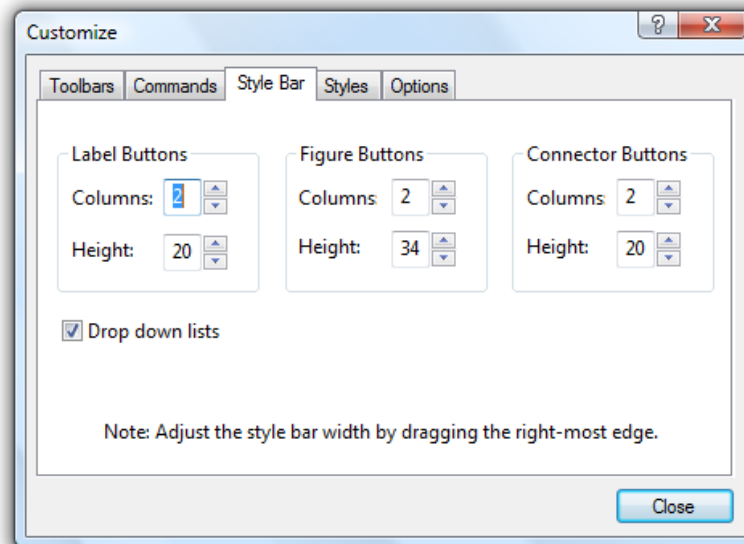 Customize
Toolbars Commands Style Bar Styles Options
Label Buttons Figure Buttons Connector Buttons
Columns: 2 Columns: 2 Columns: 2
Height: 20 Height: 34 Height: 20
Drop down lists
Note: Adjust the style bar width by dragging the right-most edge.
Close